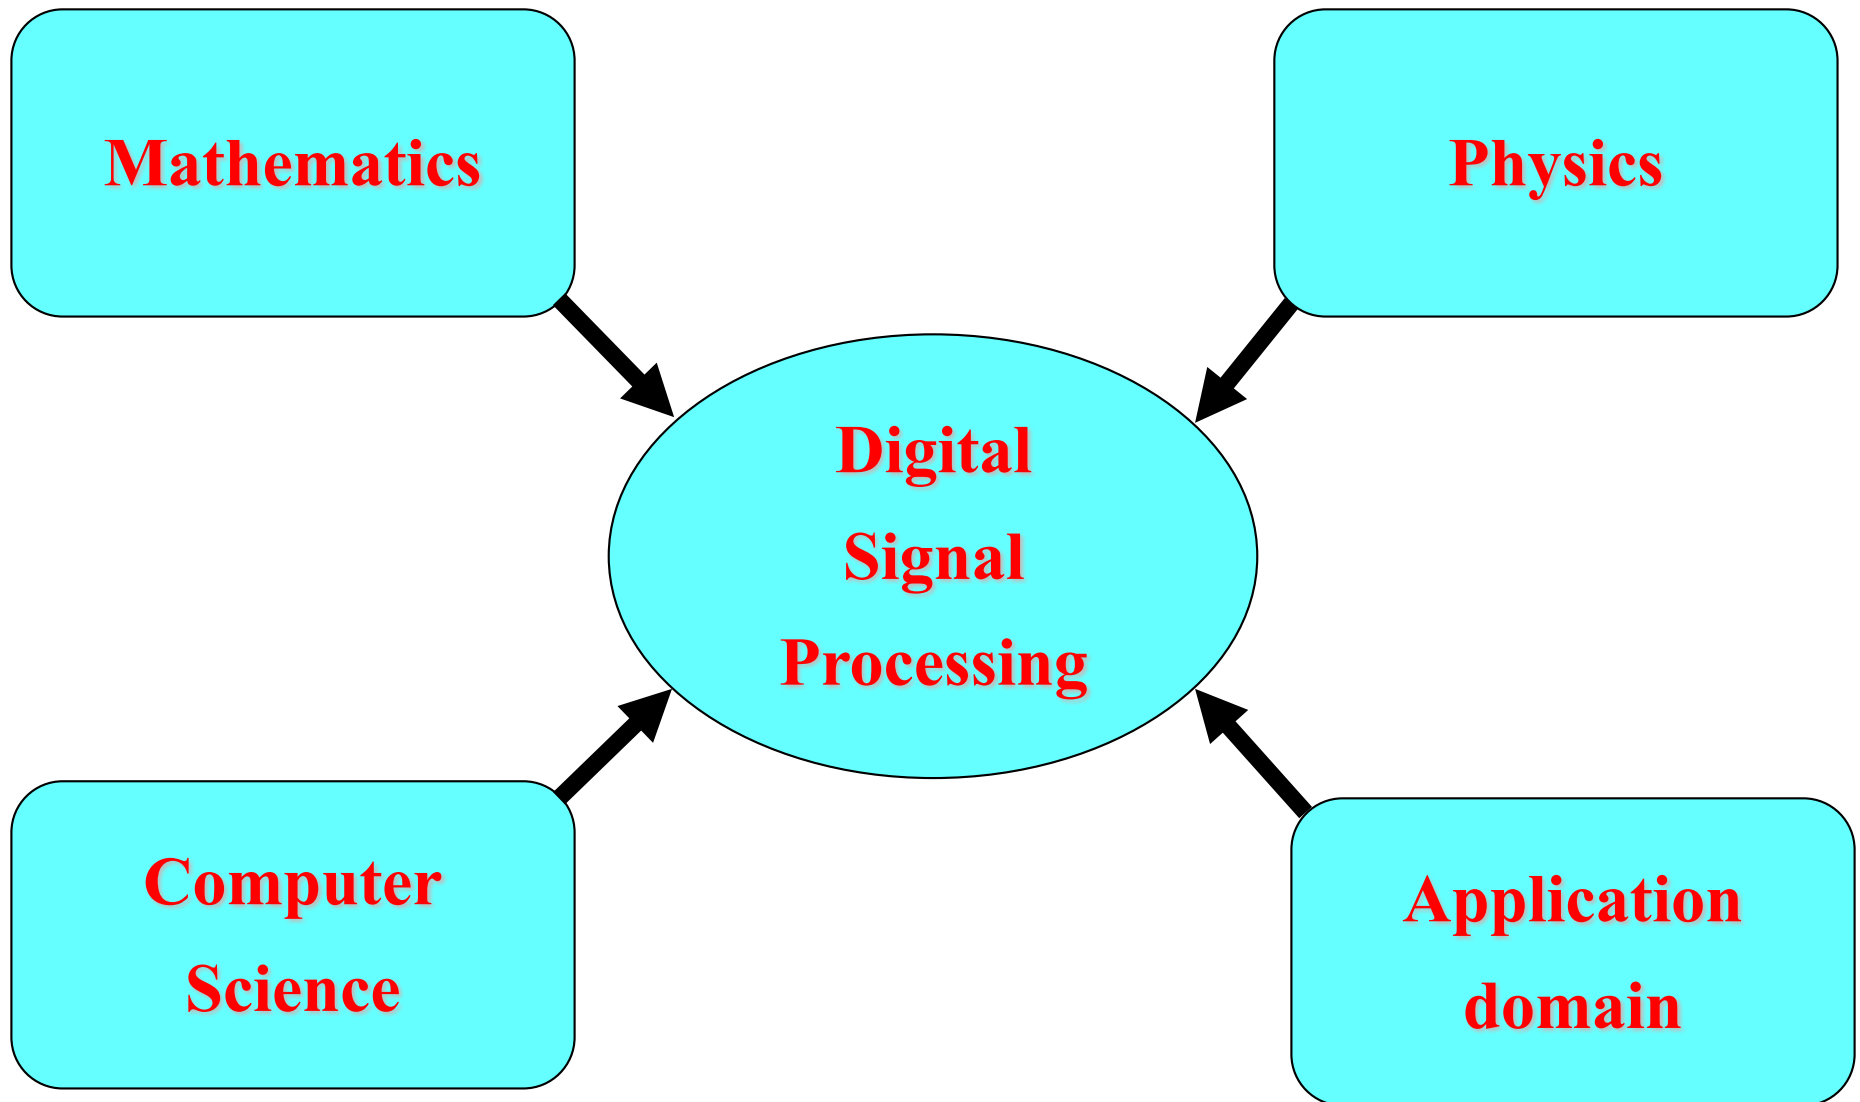 Mathematics
Physics
Digital
Signal
Processing
Computer
Science
Application
domain